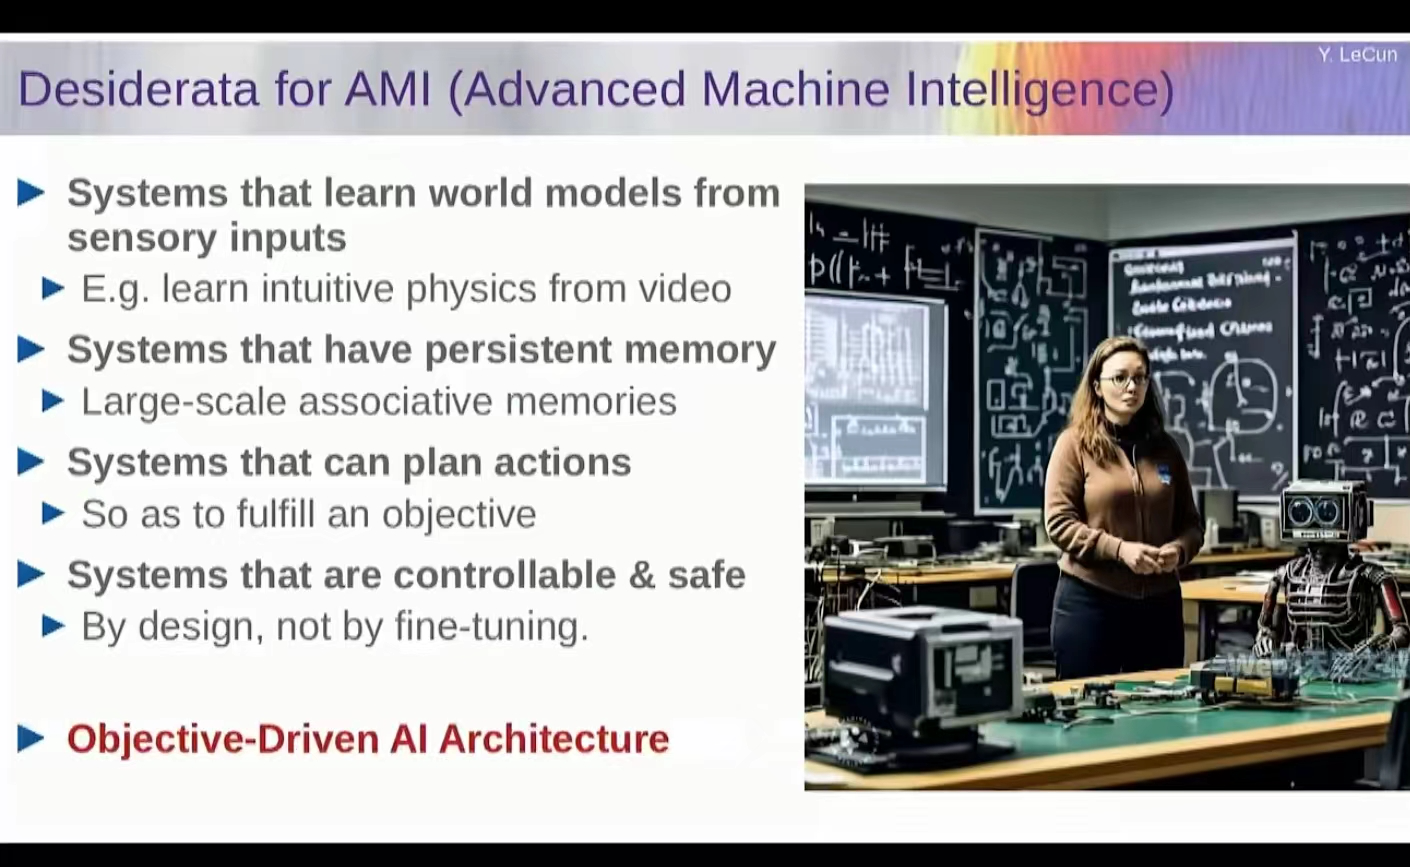 Y. LeCun
Desiderata for AMI (Advanced Machine Intelligence)
Systems that learn world models from
sensory inputs
E.g. learn intuitive physics from video
Systems that have persistent memory
Large-scale associative memories
Systems that can plan actions
So as to fulfill an objective
Systems that are controllable & safe
By design, not by fine-tuning.
Objective-Driven AI Architecture